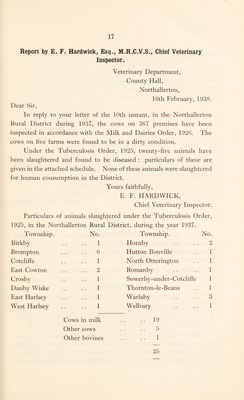 17
Report by E. F. Hardwick, Esq., M.R.C.V.S., Chief Veterinary
Inspector.
Veterinary Department,
County Hall,
Northallerton,
16th February, 1938.
Dear Sir,
In reply to your letter of the 10th instant, in the Northallerton
Rural District during 1937, the cows on 367 premises have been
inspected in accordance with the Milk and Dairies Order, 1926. The
cows on five farms were found to be in a dirty condition.
Under the Tuberculosis Order, 1925, twenty-five animals have
been slaughtered and found to be diseased : particulars of these are
given in the attached schedule. None of these animals were slaughtered
for human consumption in the District.
Yours faithfully,
E. F. HARDWICK,
Chief Veterinary Inspector.
Particulars of animals slaughtered under the Tuberculosis Order,
1925, in the Northallerton Rural District, during the year 1937.
Township. No. Township. No.
Birkby .. .. 1 Hornby .. .. 2
Brompton .. .. 6 Hutton Bonville .. 1
Cotcliffe .. .. 1 North Otterington .. 1
East Cowton .. .. 2 Romanby .. .. 1
Crosby .. .. 1 Sowerby-under-Cotcliffe 1
Danby Wiske .. .. 1 Thornton-le-Beans .. 1
East Harlsey .. .. 1 Warlaby .. .. 3
West Harlsey .. .. 1 Welbury .. .. 1
Cows in milk .. .. 19
Other cows .. .. 5
Other bovines .. .. 1
25